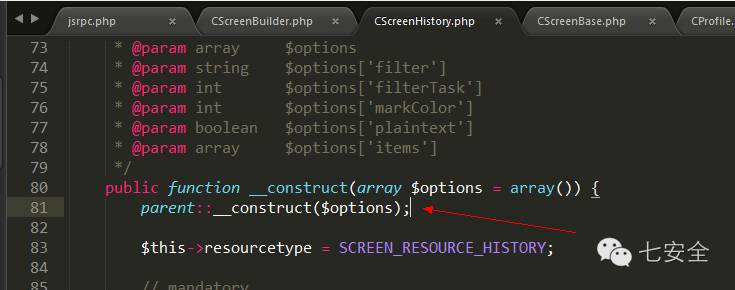 jsrpc.php × CScreenBuilder.php × CScreenHistory.php × CScreenBase.php × CProfile.
73 * @param array $options
74 * @param string $options['filter']
75 * @param int $options['filterTask']
76 * @param int $options['markColor']
77 * @param boolean $options['plaintext']
78 * @param array $options['items']
79 */
80 public function __construct(array $options = array()) {
81 parent::__construct($options);
82
83 $this->resourcetype = SCREEN_RESOURCE_HISTORY;
84
85 // mandatory
七安全